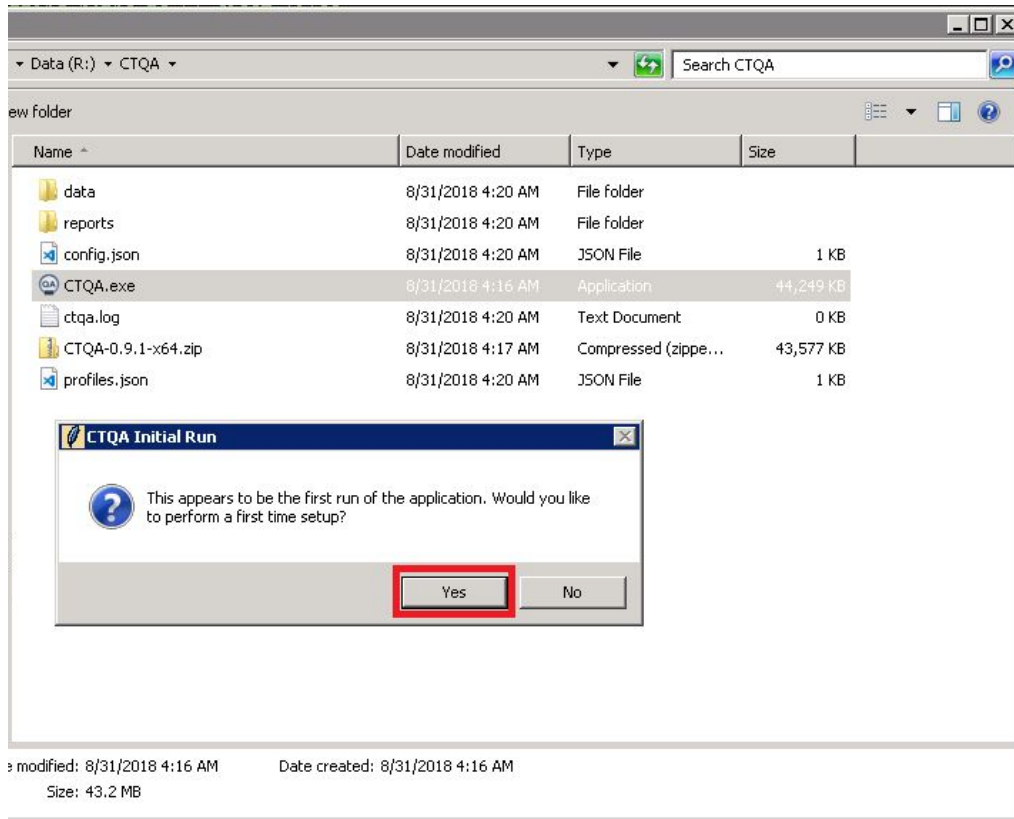 Data (R:) CTQA
Search CTQA
ew folder
Name Date modified Type Size
data 8/31/2018 4:20 AM File folder
reports 8/31/2018 4:20 AM File folder
config.json 8/31/2018 4:20 AM JSON File 1 KB
QA CTQA.exe 8/31/2018 4:16 AM Application 44,249 KB
ctqa.log 8/31/2018 4:20 AM Text Document 0 KB
CTQA-0.9.1-x64.zip 8/31/2018 4:17 AM Compressed (zippe... 43,577 KB
profiles.json 8/31/2018 4:20 AM JSON File 1 KB
CTQA Initial Run
This appears to be the first run of the application. Would you like
to perform a first time setup?
Yes No
e modified: 8/31/2018 4:16 AM Date created: 8/31/2018 4:16 AM
Size: 43.2 MB